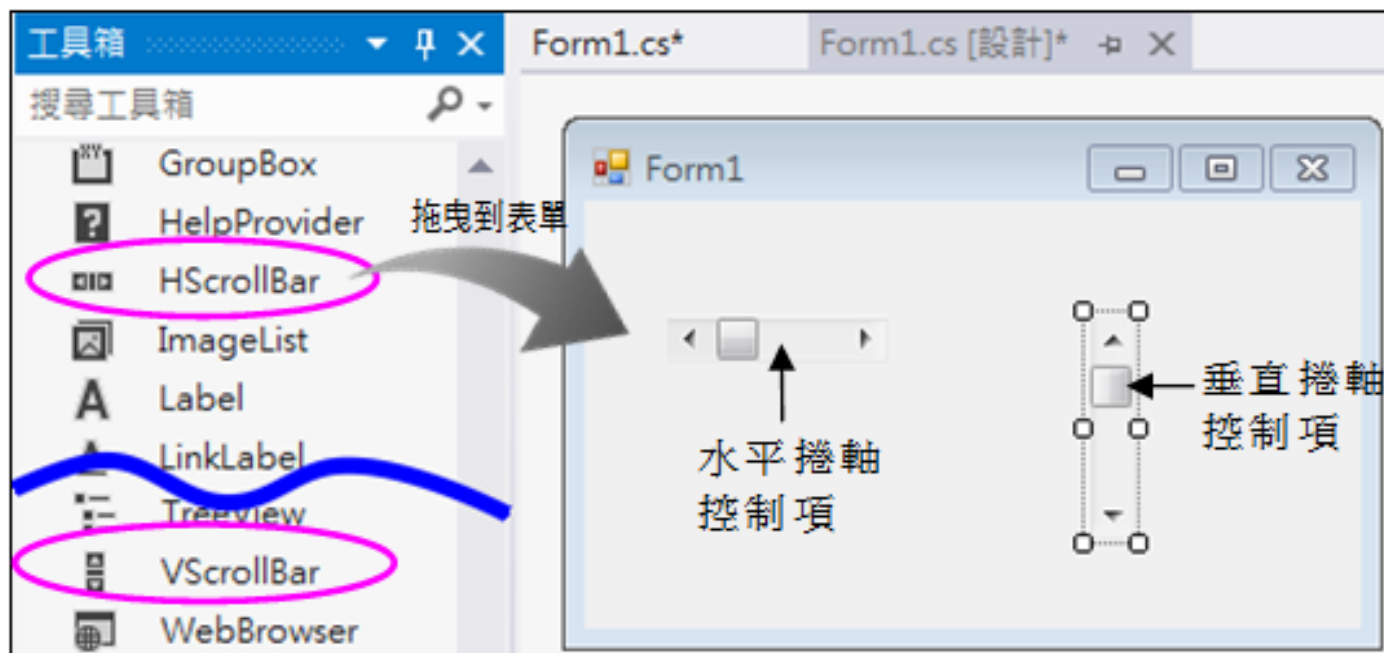 工具箱
搜尋工具箱
GroupBox
HelpProvider
HScrollBar
ImageList
Label
LinkLabel
TreeView
VScrollBar
WebBrowser
拖曳到表單
Form1.cs*
Form1.cs [設計]*
Form1
水平捲軸
控制項
垂直捲軸
控制項